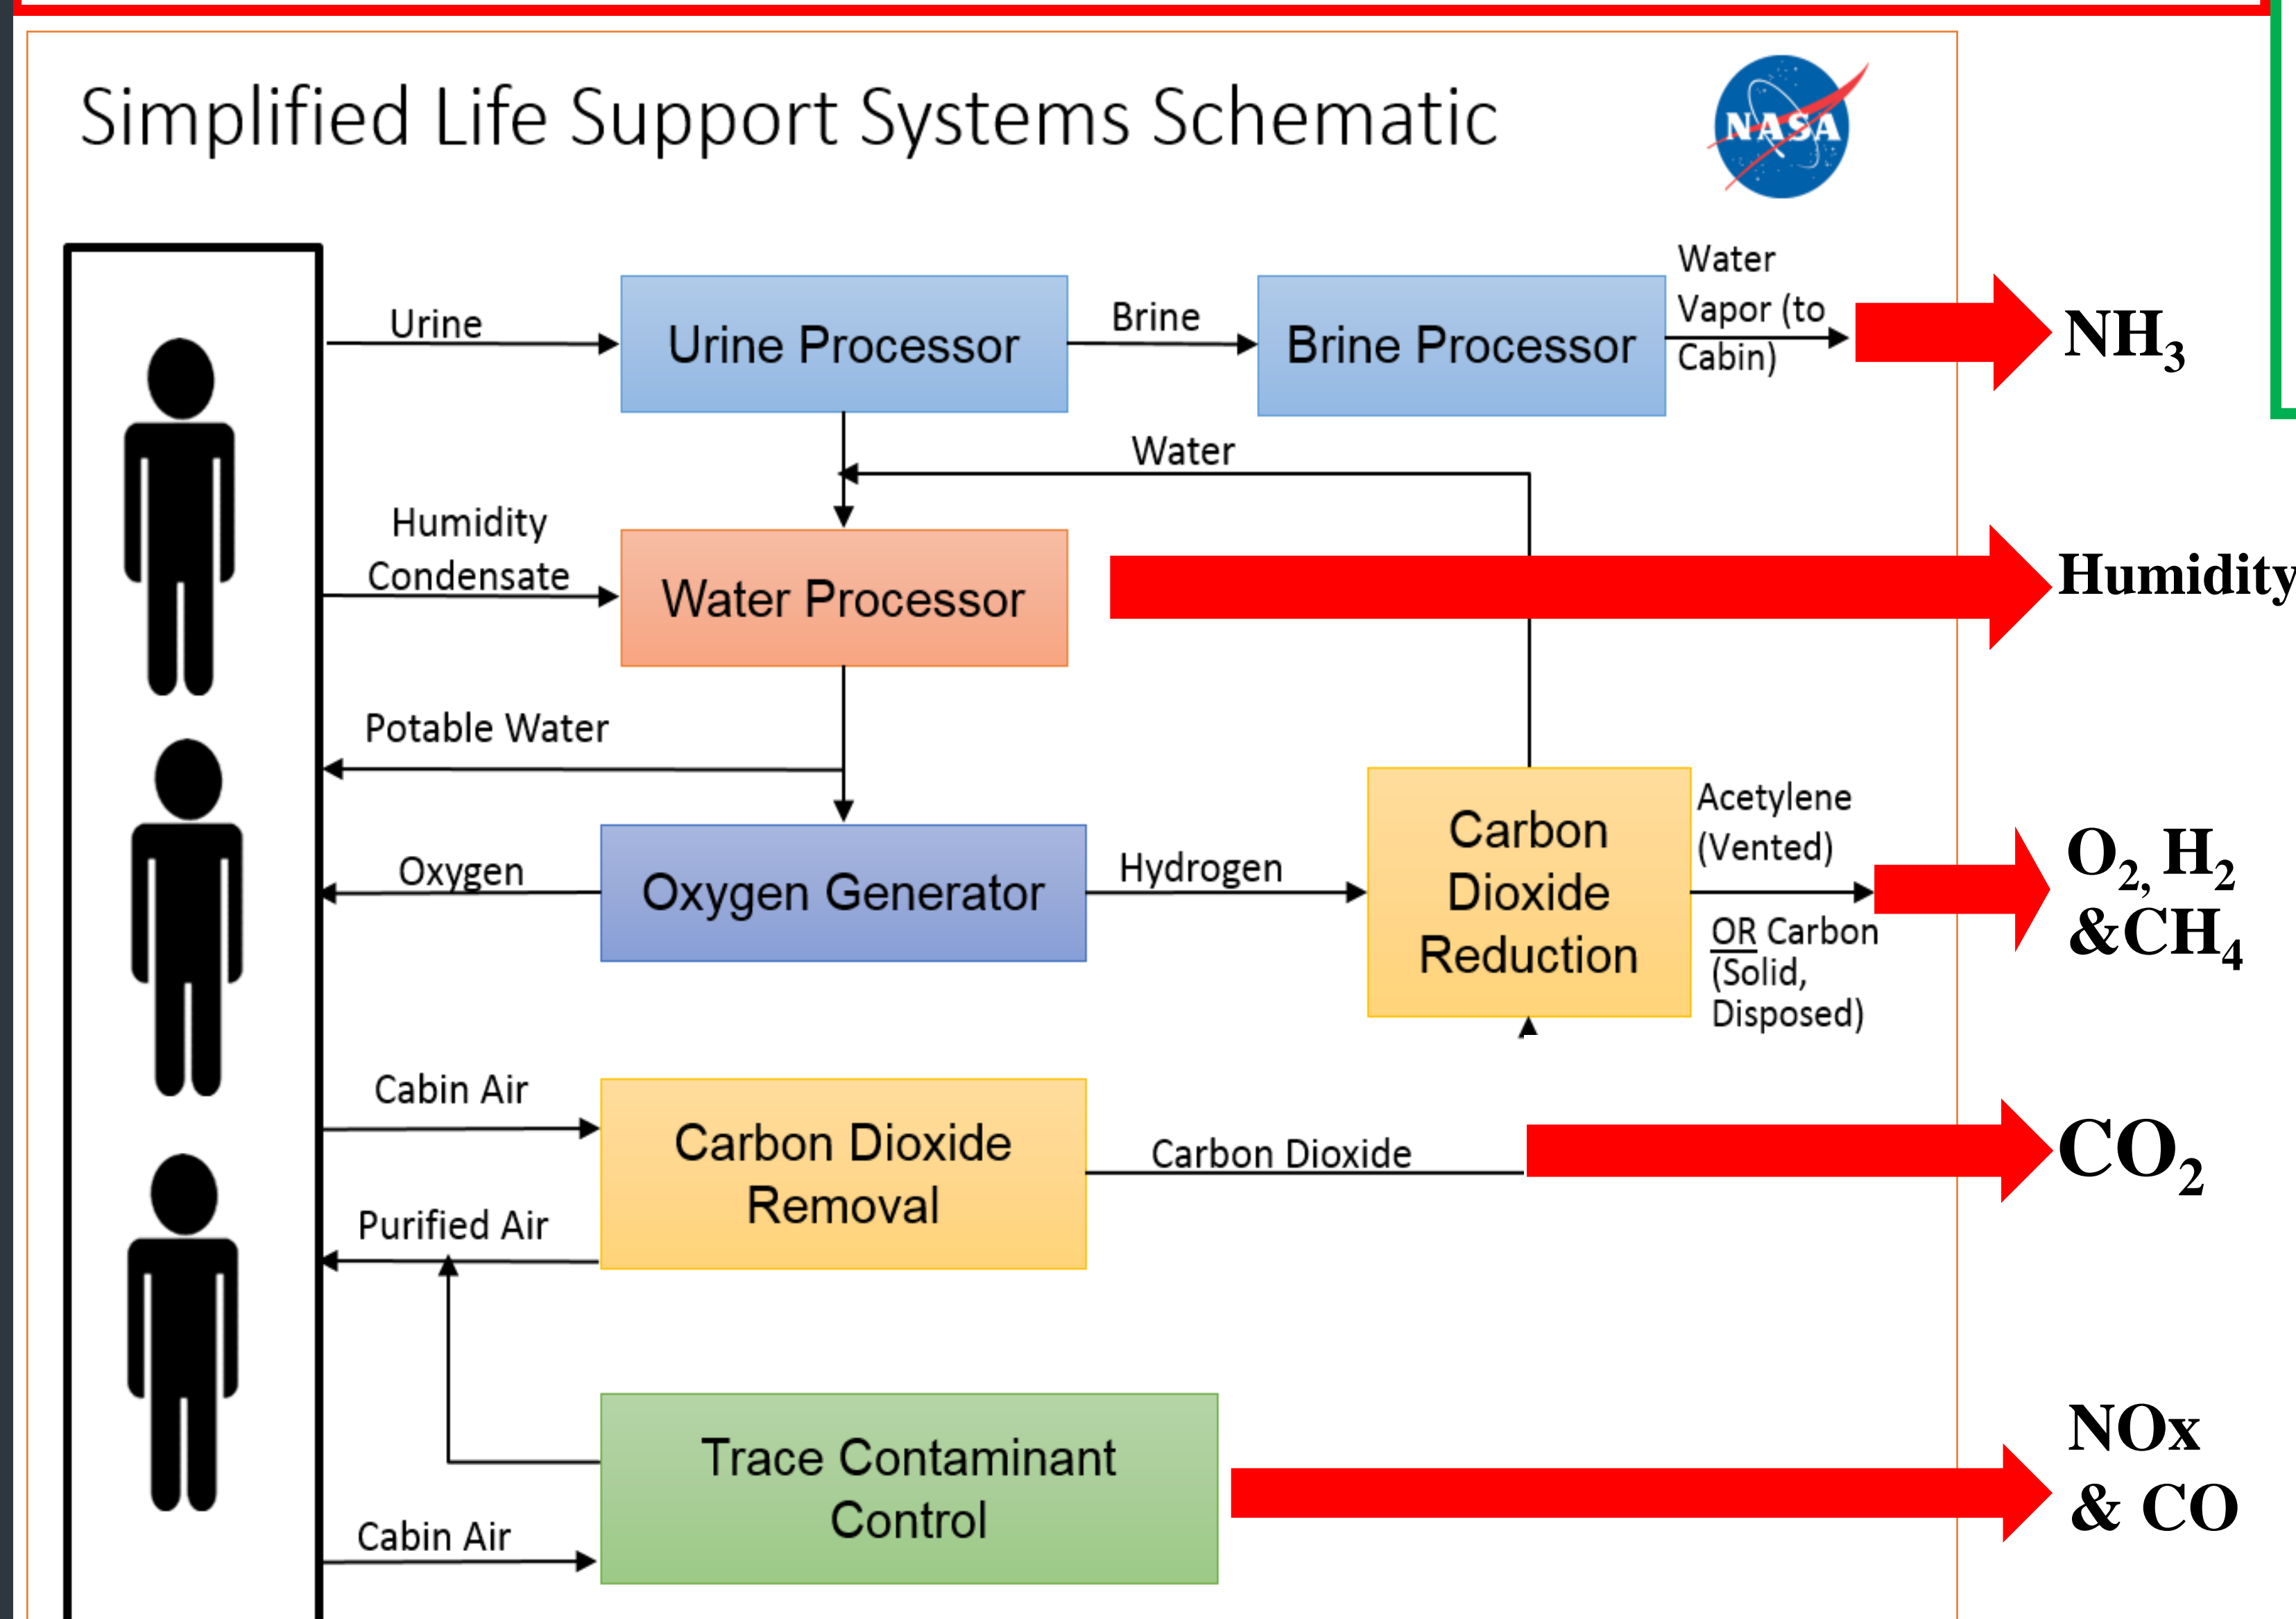 Simplified Life Support Systems Schematic
NASA
Urine
Urine Processor
Brine
Brine Processor
Water
Vapor (to
Cabin)
NH3
Water
Humidity
Condensate
Water Processor
Humidity
Potable Water
Oxygen
Oxygen Generator
Hydrogen
Carbon
Dioxide
Reduction
Acetylene
(Vented)
OR Carbon
(Solid,
Disposed)
O2, H2
&CH4
Cabin Air
Carbon Dioxide
Removal
Carbon Dioxide
CO2
Purified Air
Trace Contaminant
Control
Cabin Air
NOx
& CO